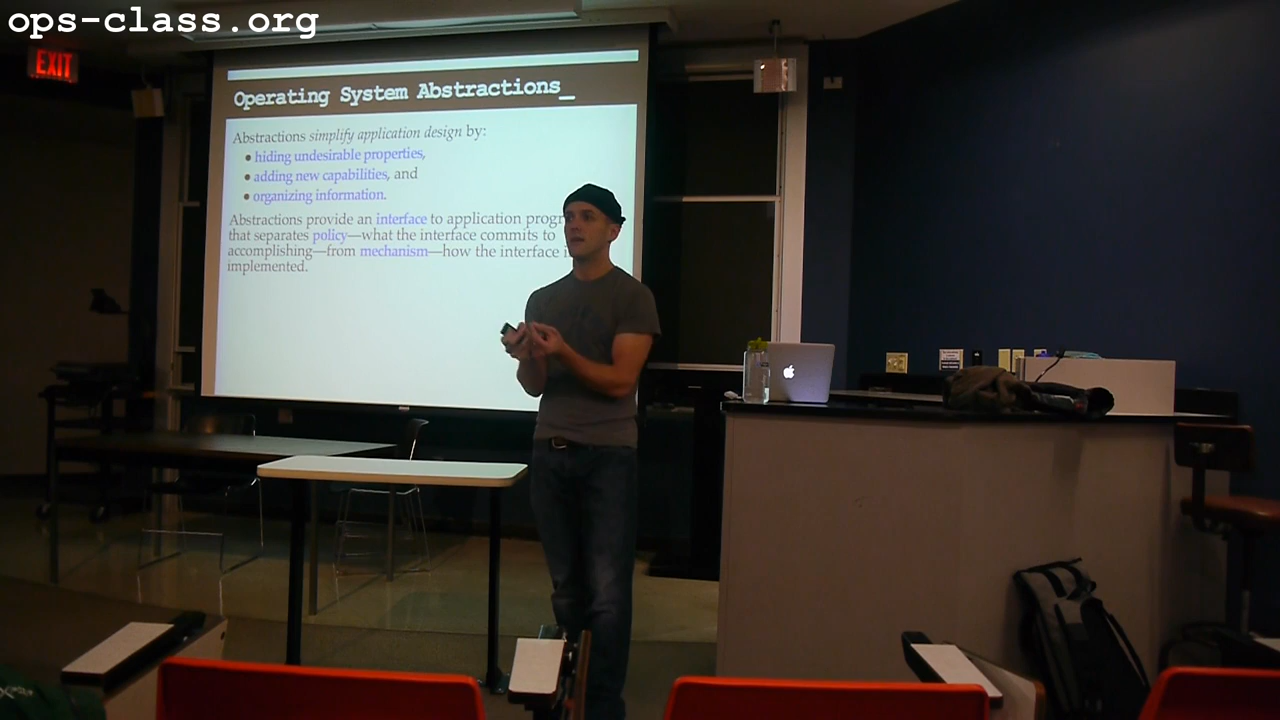 ops-class.org
EXIT
Operating System Abstractions_
Abstractions simplify application design by:
• hiding undesirable properties,
• adding new capabilities, and
• organizing information.
Abstractions provide an interface to application
that separates policy—what the interface commits to
accomplishing—from mechanism—how the interface
implemented.